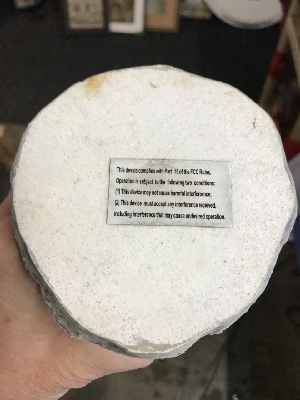 This device complies with Part 15 of the FCC Rules.
Operation is subject to the following two conditions:
(1) This device may not cause harmful interference;
(2) This device must accept any interference received,
including interference that may cause undesired operation.